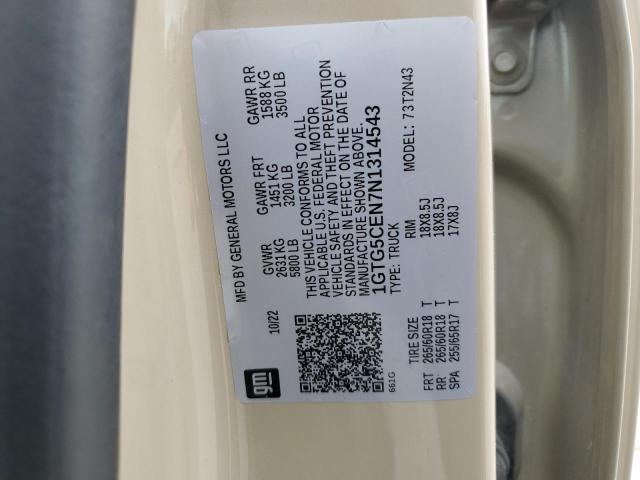 MFD BY GENERAL MOTORS LLC
10/22 GVWR GAWR FRT GAWR RR
2631 KG 1451 KG 1588 KG
5800 LB 3200 LB 3500 LB
THIS VEHICLE CONFORMS TO ALL
APPLICABLE U.S. FEDERAL MOTOR
VEHICLE SAFETY AND THEFT PREVENTION
STANDARDS IN EFFECT ON THE DATE OF
MANUFACTURE SHOWN ABOVE.
1GTG5CEN7N1314543
TYPE: TRUCK MODEL: 73T2N43
gm
661G
TIRE SIZE RIM
FRT 265/60R18 T 18X8.5J
RR 265/60R18 T 18X8.5J
SPA 255/65R17 T 17X8J